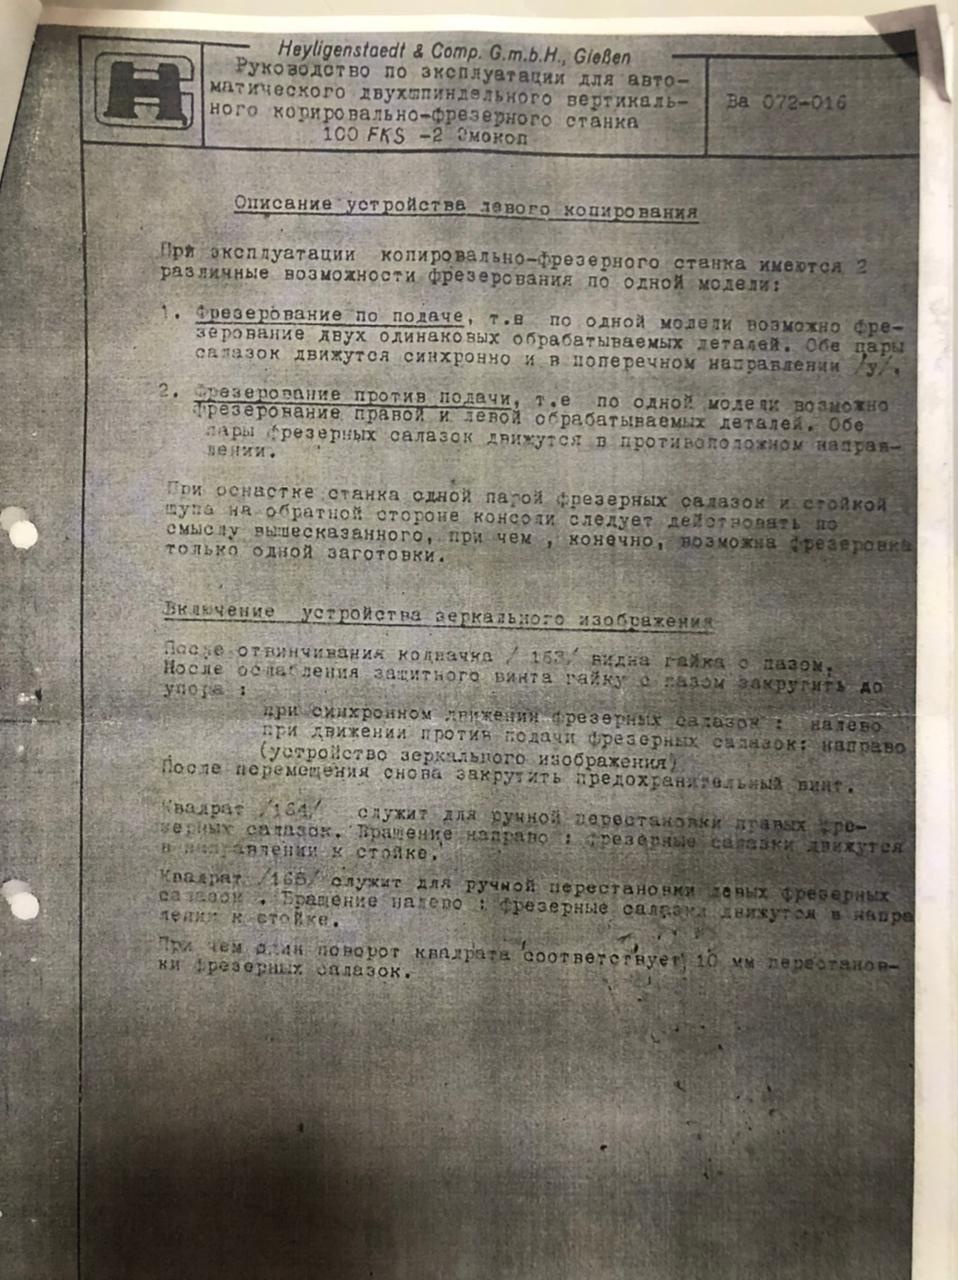 Heyligenstaedt & Comp. G.m.b.H., Gießen
Руководство по эксплуатации для авто-
матического двухшпиндельного вертикаль-
ного корировально-фрезерного станка
100 FKS -2 Эмокоп
Ва 072-016
Описание устройства левого копирования
При эксплуатации копировально-фрезерного станка имеются 2
различные возможности фрезерования по одной модели:
1. Фрезерование по подаче, т.е по одной модели возможно фре-
зерование двух одинаковых обрабатываемых деталей. Обе пары
салазок движутся синхронно и в поперечном направлении /у/.
2. Фрезерование против подачи, т.е по одной модели возможно
фрезерование правой и левой обрабатываемых деталей. Обе
пары фрезерных салазок движутся в противоположном направ-
лении.
При оснастке станка одной парой фрезерных салазок и стойкой
щупа на обратной стороне консоли следует действовать по
смыслу вышесказанного, при чем , конечно, возможна фрезеровка
только одной заготовки.
Включение устройства зеркального изображения
После отвинчивания колпачка / 163/ видна гайка с пазом.
После ослабления защитного винта гайку с пазом закрутить до
упора :
при синхронном движении фрезерных салазок : налево
при движении против подачи фрезерных салазок: направо
(устройство зеркального изображения)
После перемещения снова закрутить предохранительный винт.
Квадрат /164/ служит для ручной перестановки правых фре-
зерных салазок. Вращение направо : фрезерные салазки движутся
в направлении к стойке.
Квадрат /165/ служит для ручной перестановки левых фрезерных
салазок . Вращение налево : фрезерные салазки движутся в напра
лении к стойке.
При чем один поворот квадрата соответствует 10 мм перестанов-
ки фрезерных салазок.